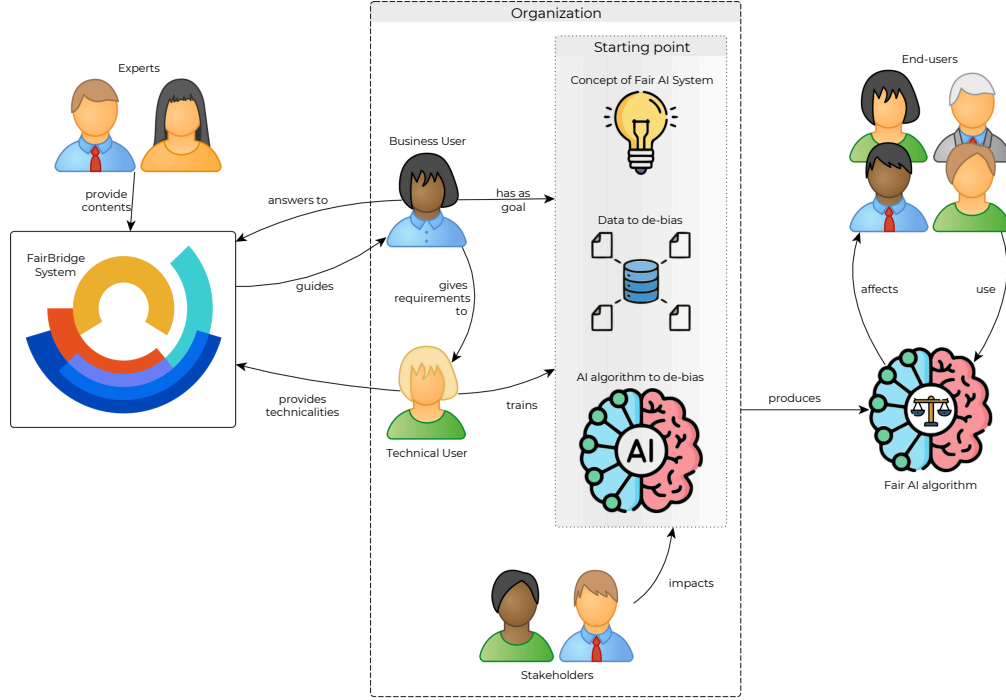 Organization
Starting point
Experts
Concept of Fair AI System
End-users
Business User
provide
contents
answers to
has as
goal
FairBridge
System
guides
Data to de-bias
gives
requirements
to
affects
use
AI algorithm to de-bias
provides
technicalities
trains
produces
AI
Technical User
Fair AI algorithm
impacts
Stakeholders